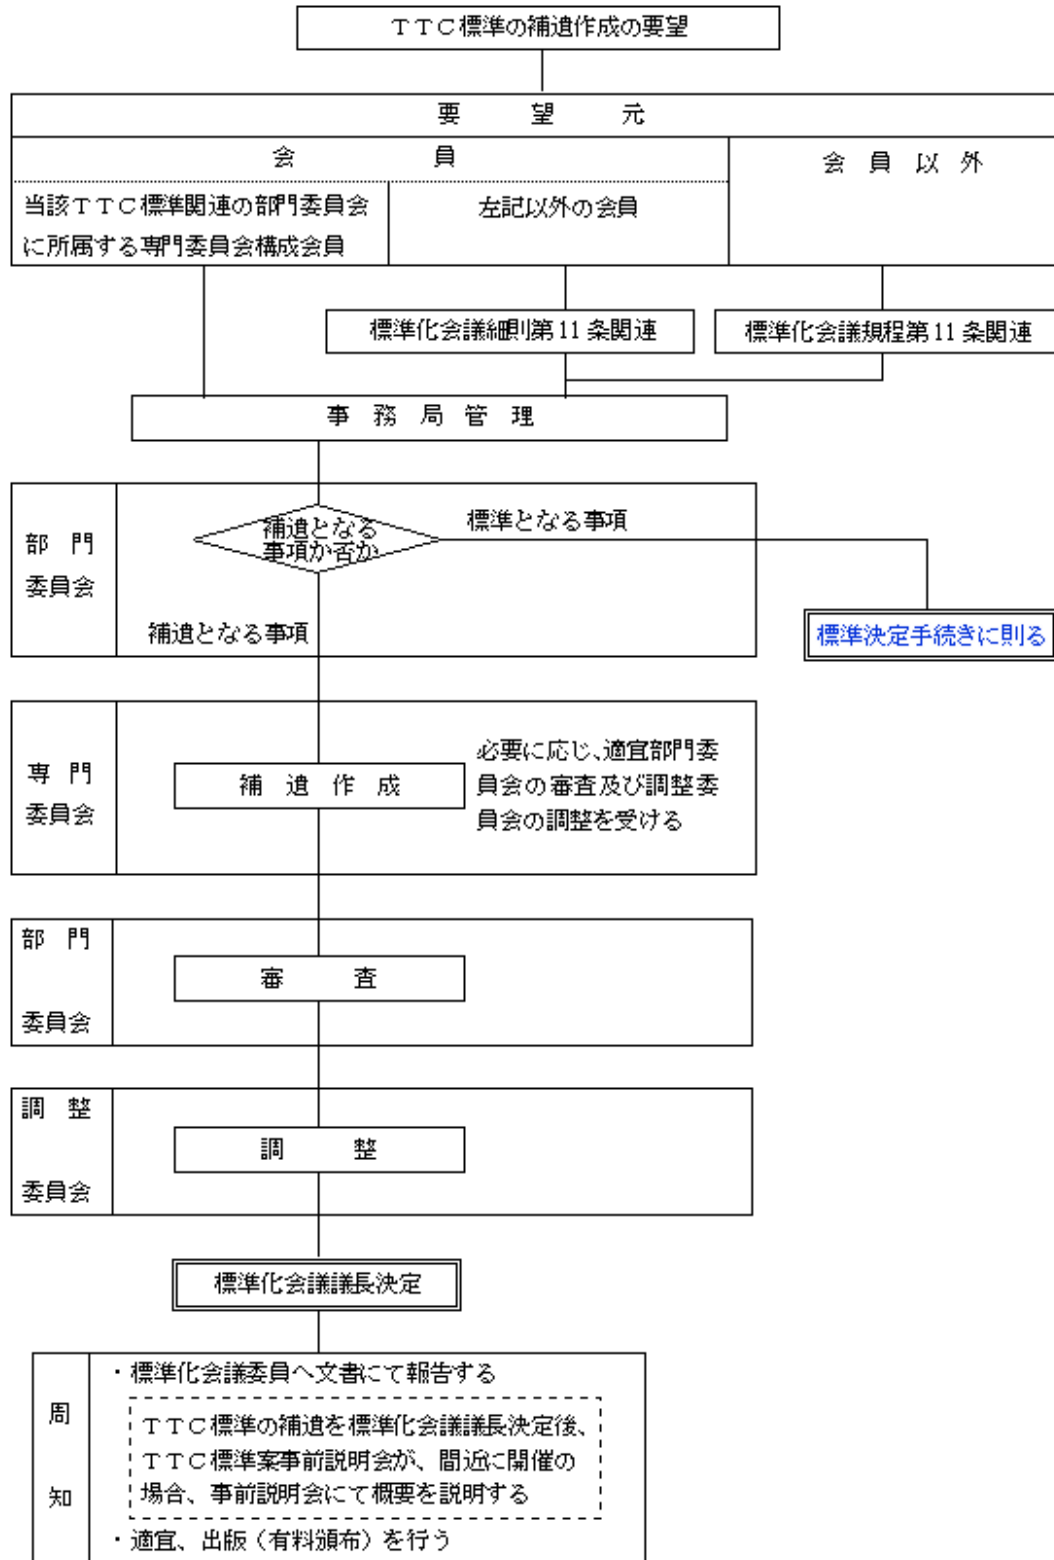 ＴＴＣ標準の補遺作成の要望
要　望　元
会　員
会員以外
当該ＴＴＣ標準関連の部門委員会
に所属する専門委員会構成会員
左記以外の会員
標準化会議細則第11条関連
標準化会議規程第11条関連
事務局管理
部門
委員会
補遺となる
事項か否か
標準となる事項
補遺となる事項
標準決定手続きに則る
専門
委員会
補遺作成
必要に応じ、適宜部門委
員会の審査及び調整委
員会の調整を受ける
部門
委員会
審　査
調整
委員会
調　整
標準化会議議長決定
周
知
・標準化会議委員へ文書にて報告する
ＴＴＣ標準の補遺を標準化会議議長決定後、
ＴＴＣ標準案事前説明会が、間近に開催の
場合、事前説明会にて概要を説明する
・適宜、出版（有料頒布）を行う